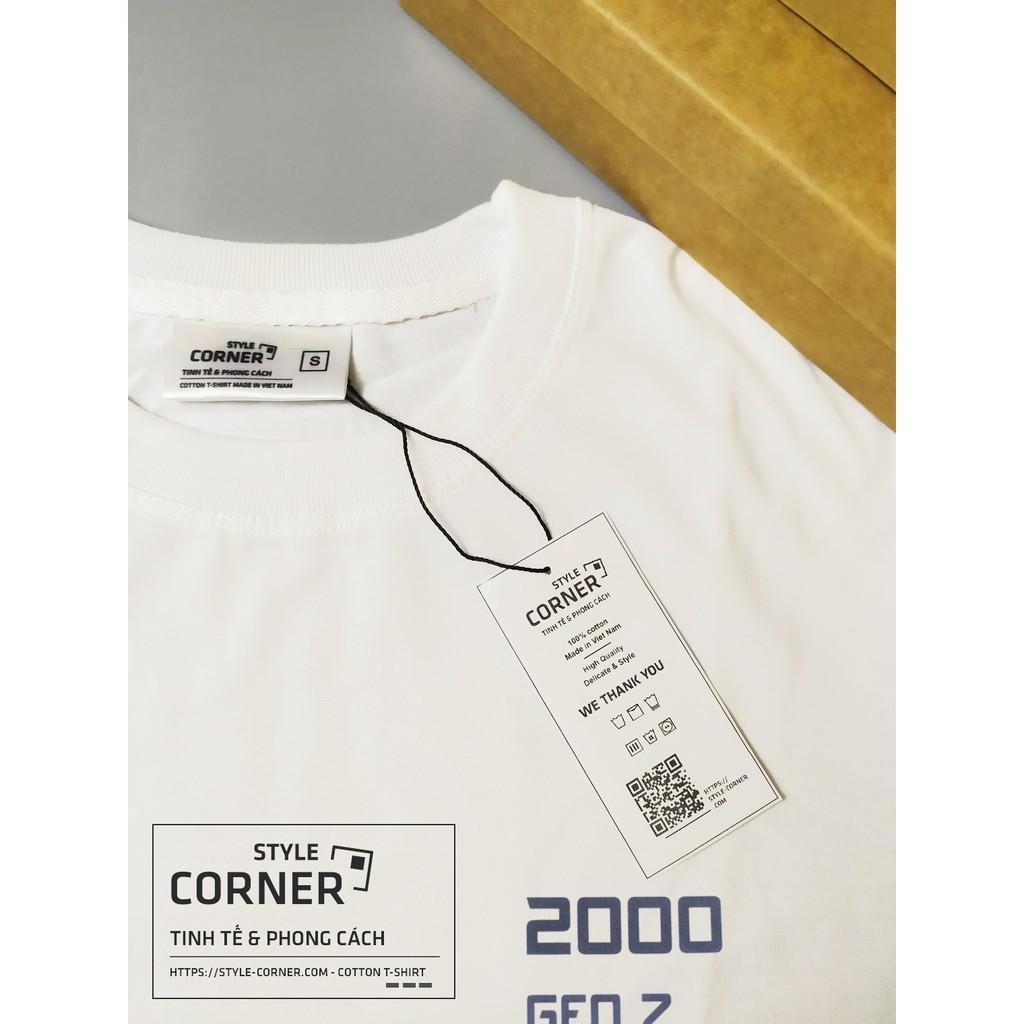 STYLE
CORNER
S
TINH TẾ & PHONG CÁCH
COTTON T-SHIRT MADE IN VIET NAM
STYLE
CORNER
TINH TẾ & PHONG CÁCH
100% cotton
Made in Viet Nam
High Quality
Delicate & Style
WE THANK YOU
HTTPS://
STYLE-CORNER
.COM
2000
GEN Z
STYLE
CORNER
TINH TẾ & PHONG CÁCH
HTTPS://STYLE-CORNER.COM - COTTON T-SHIRT